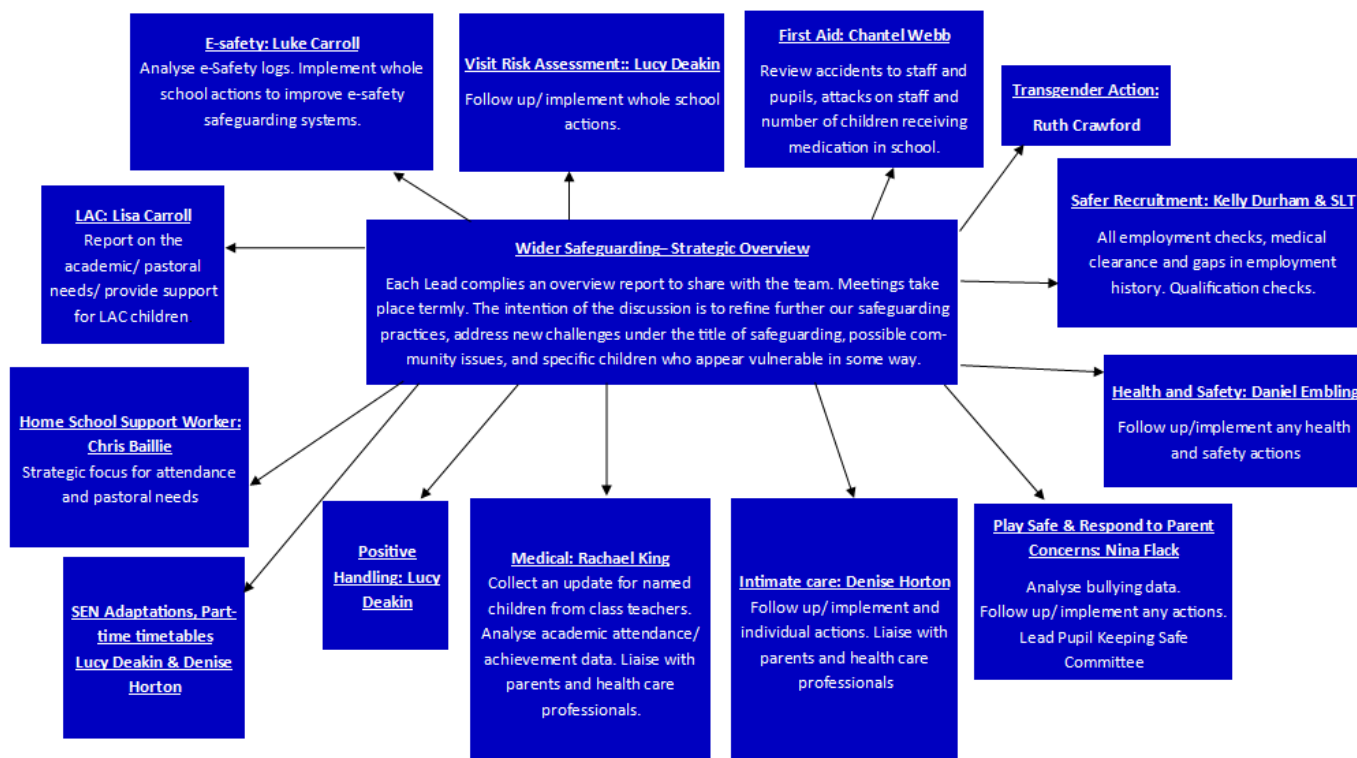 E-safety: Luke Carroll
Analyse e-Safety logs. Implement whole
school actions to improve e-safety
safeguarding systems.
Visit Risk Assessment:: Lucy Deakin
Follow up/ implement whole school
actions.
First Aid: Chantel Webb
Review accidents to staff and
pupils, attacks on staff and
number of children receiving
medication in school.
Transgender Action:
Ruth Crawford
LAC: Lisa Carroll
Report on the
academic/ pastoral
needs/ provide support
for LAC children
Wider Safeguarding– Strategic Overview
Each Lead complies an overview report to share with the team. Meetings take
place termly. The intention of the discussion is to refine further our safeguarding
practices, address new challenges under the title of safeguarding, possible com-
munity issues, and specific children who appear vulnerable in some way.
Safer Recruitment: Kelly Durham & SLT
All employment checks, medical
clearance and gaps in employment
history. Qualification checks.
Home School Support Worker:
Chris Baillie
Strategic focus for attendance
and pastoral needs
Health and Safety: Daniel Embling
Follow up/implement any health
and safety actions
SEN Adaptations, Part-
time timetables
Lucy Deakin & Denise
Horton
Positive
Handling: Lucy
Deakin
Medical: Rachael King
Collect an update for named
children from class teachers.
Analyse academic attendance/
achievement data. Liaise with
parents and health care
professionals.
Intimate care: Denise Horton
Follow up/ implement and
individual actions. Liaise with
parents and health care
professionals
Play Safe & Respond to Parent
Concerns: Nina Flack
Analyse bullying data.
Follow up/ implement any actions.
Lead Pupil Keeping Safe
Committee